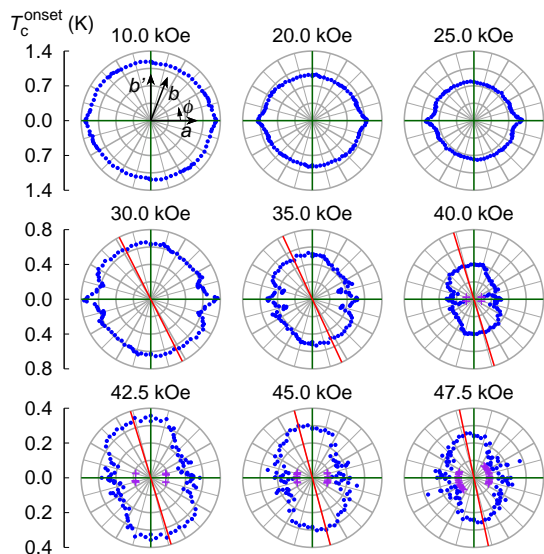 T_c^onset (K)
10.0 kOe
20.0 kOe
25.0 kOe
1.4
0.7
0.0
0.7
1.4
b'
b
ϕ
a
30.0 kOe
35.0 kOe
40.0 kOe
0.8
0.4
0.0
0.4
0.8
42.5 kOe
45.0 kOe
47.5 kOe
0.4
0.2
0.0
0.2
0.4